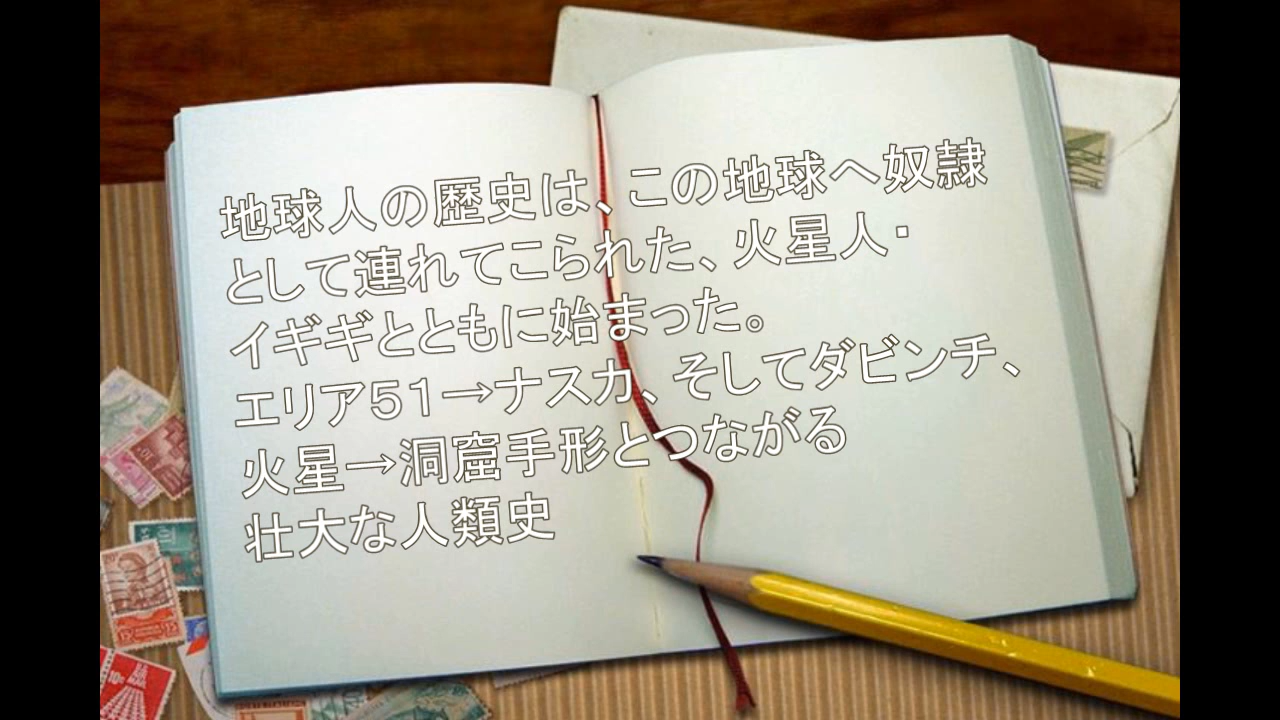 地球人の歴史は、この地球へ奴隷
として連れてこられた、火星人・
イギギとともに始まった。
エリア５１→ナスカ、そしてダビンチ、
火星→洞窟手形とつながる
壮大な人類史